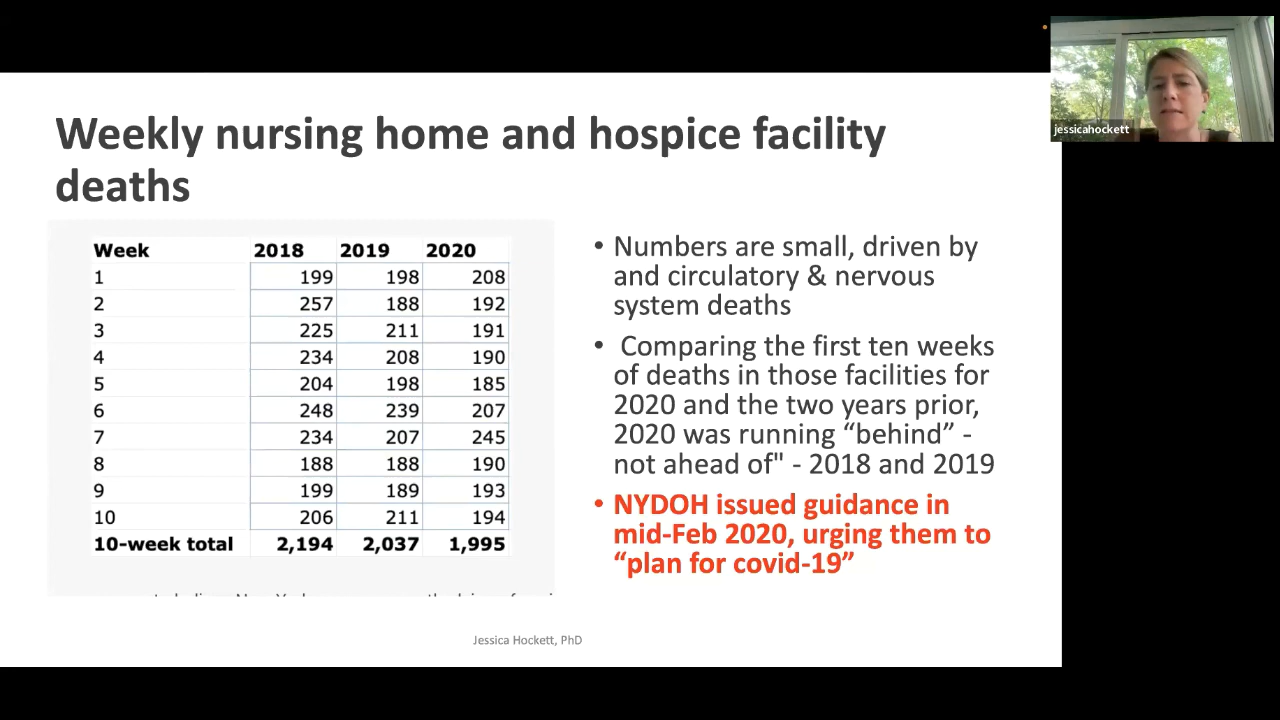 jessicahockett
Weekly nursing home and hospice facility
deaths
Week 2018 2019 2020
1 199 198 208
2 257 188 192
3 225 211 191
4 234 208 190
5 204 198 185
6 248 239 207
7 234 207 245
8 188 188 190
9 199 189 193
10 206 211 194
10-week total 2,194 2,037 1,995
• Numbers are small, driven by
and circulatory & nervous
system deaths
• Comparing the first ten weeks
of deaths in those facilities for
2020 and the two years prior,
2020 was running “behind” -
not ahead of" - 2018 and 2019
• NYDOH issued guidance in
mid-Feb 2020, urging them to
“plan for covid-19”
Jessica Hockett, PhD